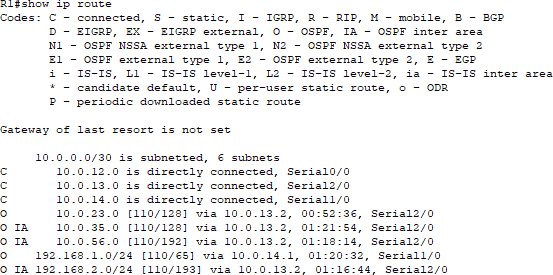 R1#show ip route
Codes: C - connected, S - static, I - IGRP, R - RIP, M - mobile, B - BGP
D - EIGRP, EX - EIGRP external, O - OSPF, IA - OSPF inter area
N1 - OSPF NSSA external type 1, N2 - OSPF NSSA external type 2
E1 - OSPF external type 1, E2 - OSPF external type 2, E - EGP
i - IS-IS, L1 - IS-IS level-1, L2 - IS-IS level-2, ia - IS-IS inter area
* - candidate default, U - per-user static route, o - ODR
P - periodic downloaded static route
Gateway of last resort is not set
10.0.0.0/30 is subnetted, 6 subnets
C 10.0.12.0 is directly connected, Serial0/0
C 10.0.13.0 is directly connected, Serial2/0
C 10.0.14.0 is directly connected, Serial1/0
O 10.0.23.0 [110/128] via 10.0.13.2, 00:52:36, Serial2/0
O IA 10.0.35.0 [110/128] via 10.0.13.2, 01:21:54, Serial2/0
O IA 10.0.56.0 [110/192] via 10.0.13.2, 01:18:14, Serial2/0
O 192.168.1.0/24 [110/65] via 10.0.14.1, 01:20:32, Serial1/0
O IA 192.168.2.0/24 [110/193] via 10.0.13.2, 01:16:44, Serial2/0